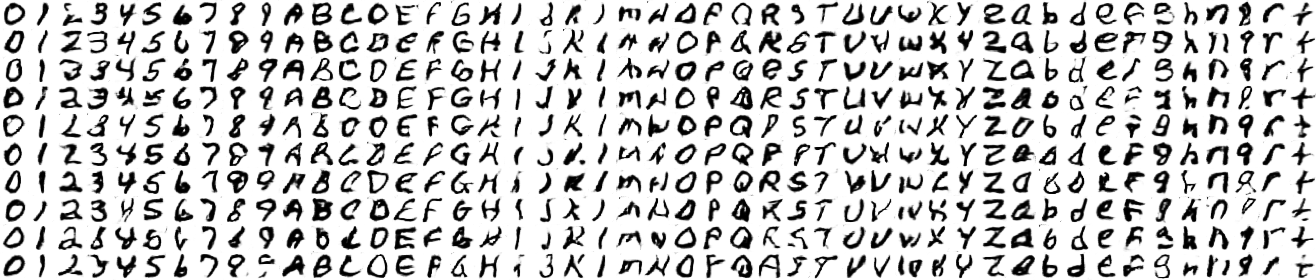 0 1 2 3 4 5 6 7 8 9 A B C D E F G H I J K l m N O P Q R S T U V W X Y Z a b d e F g h n q r t
0 1 2 3 4 5 6 7 8 9 A B C D E F G H I J K l m N O P Q R S T U V W X Y Z a b d e F g h n q r t
0 1 2 3 4 5 6 7 8 9 A B C D E F G H I J K l m N O P Q R S T U V W X Y Z a b d e f g h n q r t
0 1 2 3 4 5 6 7 8 9 A B C D E F G H I J K l m N O P Q R S T U V W X Y Z a b d e F g h n q r t
0 1 2 3 4 5 6 7 8 9 A B C D E F G H I J K l m N O P Q R S T U V W X Y Z a b d e F g h n q r t
0 1 2 3 4 5 6 7 8 9 A B C D E F G H I J K l m N O P Q R S T U V W X Y Z a b d e F g h n q r t
0 1 2 3 4 5 6 7 8 9 A B C D E F G H I J K l m N O P Q R S T U V W X Y Z a b d e F g h n q r t
0 1 2 3 4 5 6 7 8 9 A B C D E F G H I J K l m N O P Q R S T U V W X Y Z a b d e F g h n q r t
0 1 2 3 4 5 6 7 8 9 A B C D E F G H I J K l m N O P Q R S T U V W X Y Z a b d e F g h n q r t
0 1 2 3 4 5 6 7 8 9 A B C D E F G H I J K l m N O P Q R S T U V W X Y Z a b d e F g h n q r t